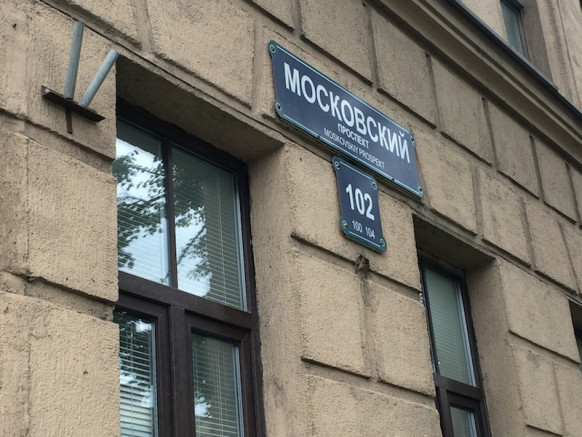 МОСКОВСКИЙ
ПРОСПЕКТ
MOSKOVSKIY PROSPEKT
102
100 104